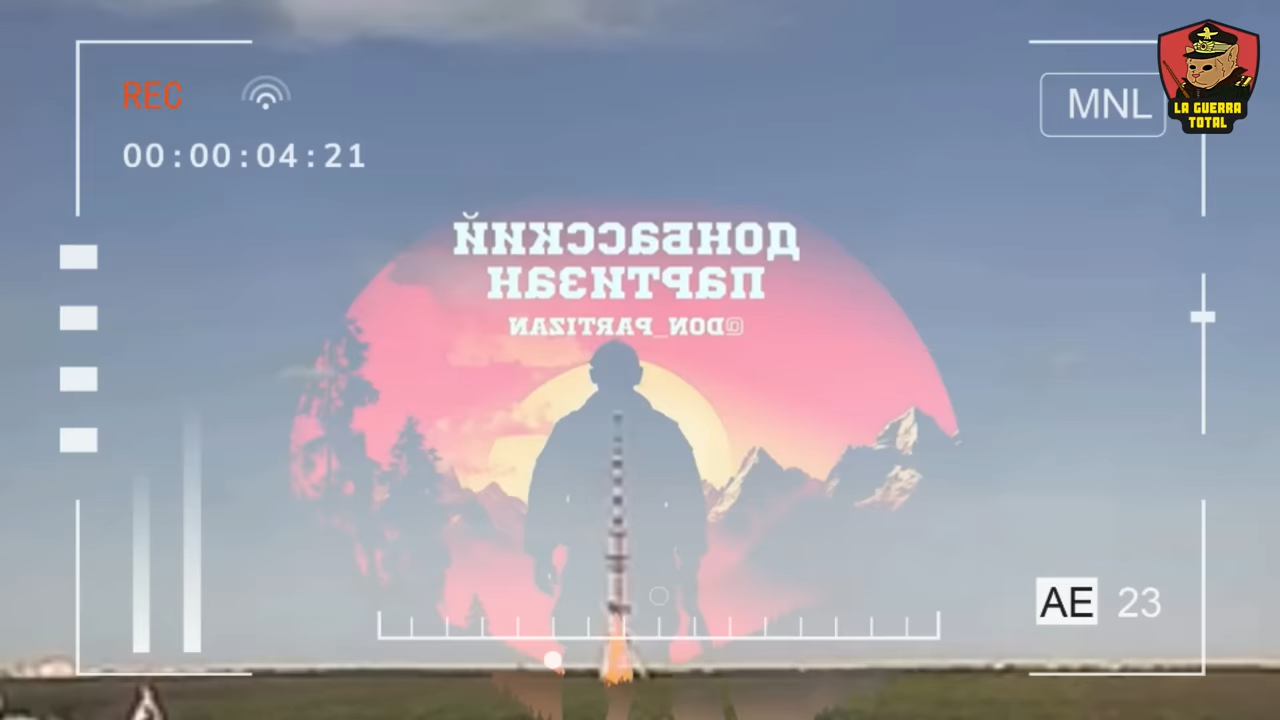 REC
00:00:04:21
MNL
LA GUERRA
TOTAL
ДОНБАССКИЙ
ПАРТИЗАН
@DON_PARTIZAN
AE 23